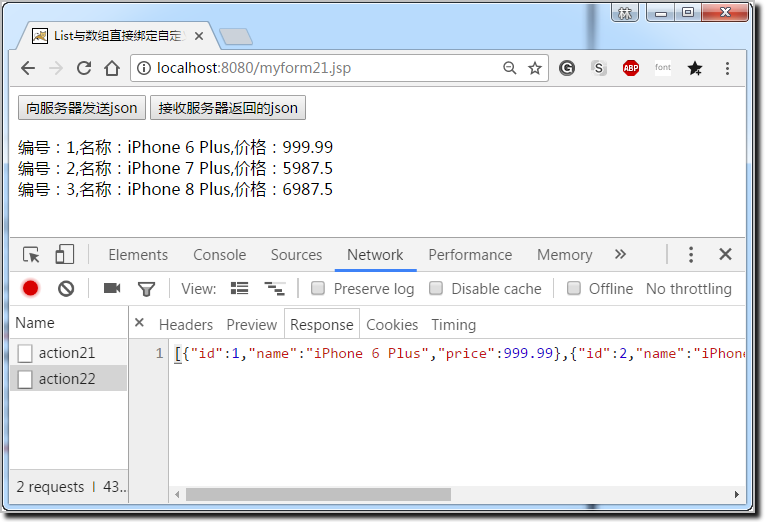 林
List与数组直接绑定自定
localhost:8080/myform21.jsp
G S ABP font
向服务器发送json 接收服务器返回的json
编号：1,名称：iPhone 6 Plus,价格：999.99
编号：2,名称：iPhone 7 Plus,价格：5987.5
编号：3,名称：iPhone 8 Plus,价格：6987.5
Elements Console Sources Network Performance Memory
View: Preserve log Disable cache Offline No throttling
Name Headers Preview Response Cookies Timing
action21 1 [{"id":1,"name":"iPhone 6 Plus","price":999.99},{"id":2,"name":"iPhone
action22
2 requests 43...